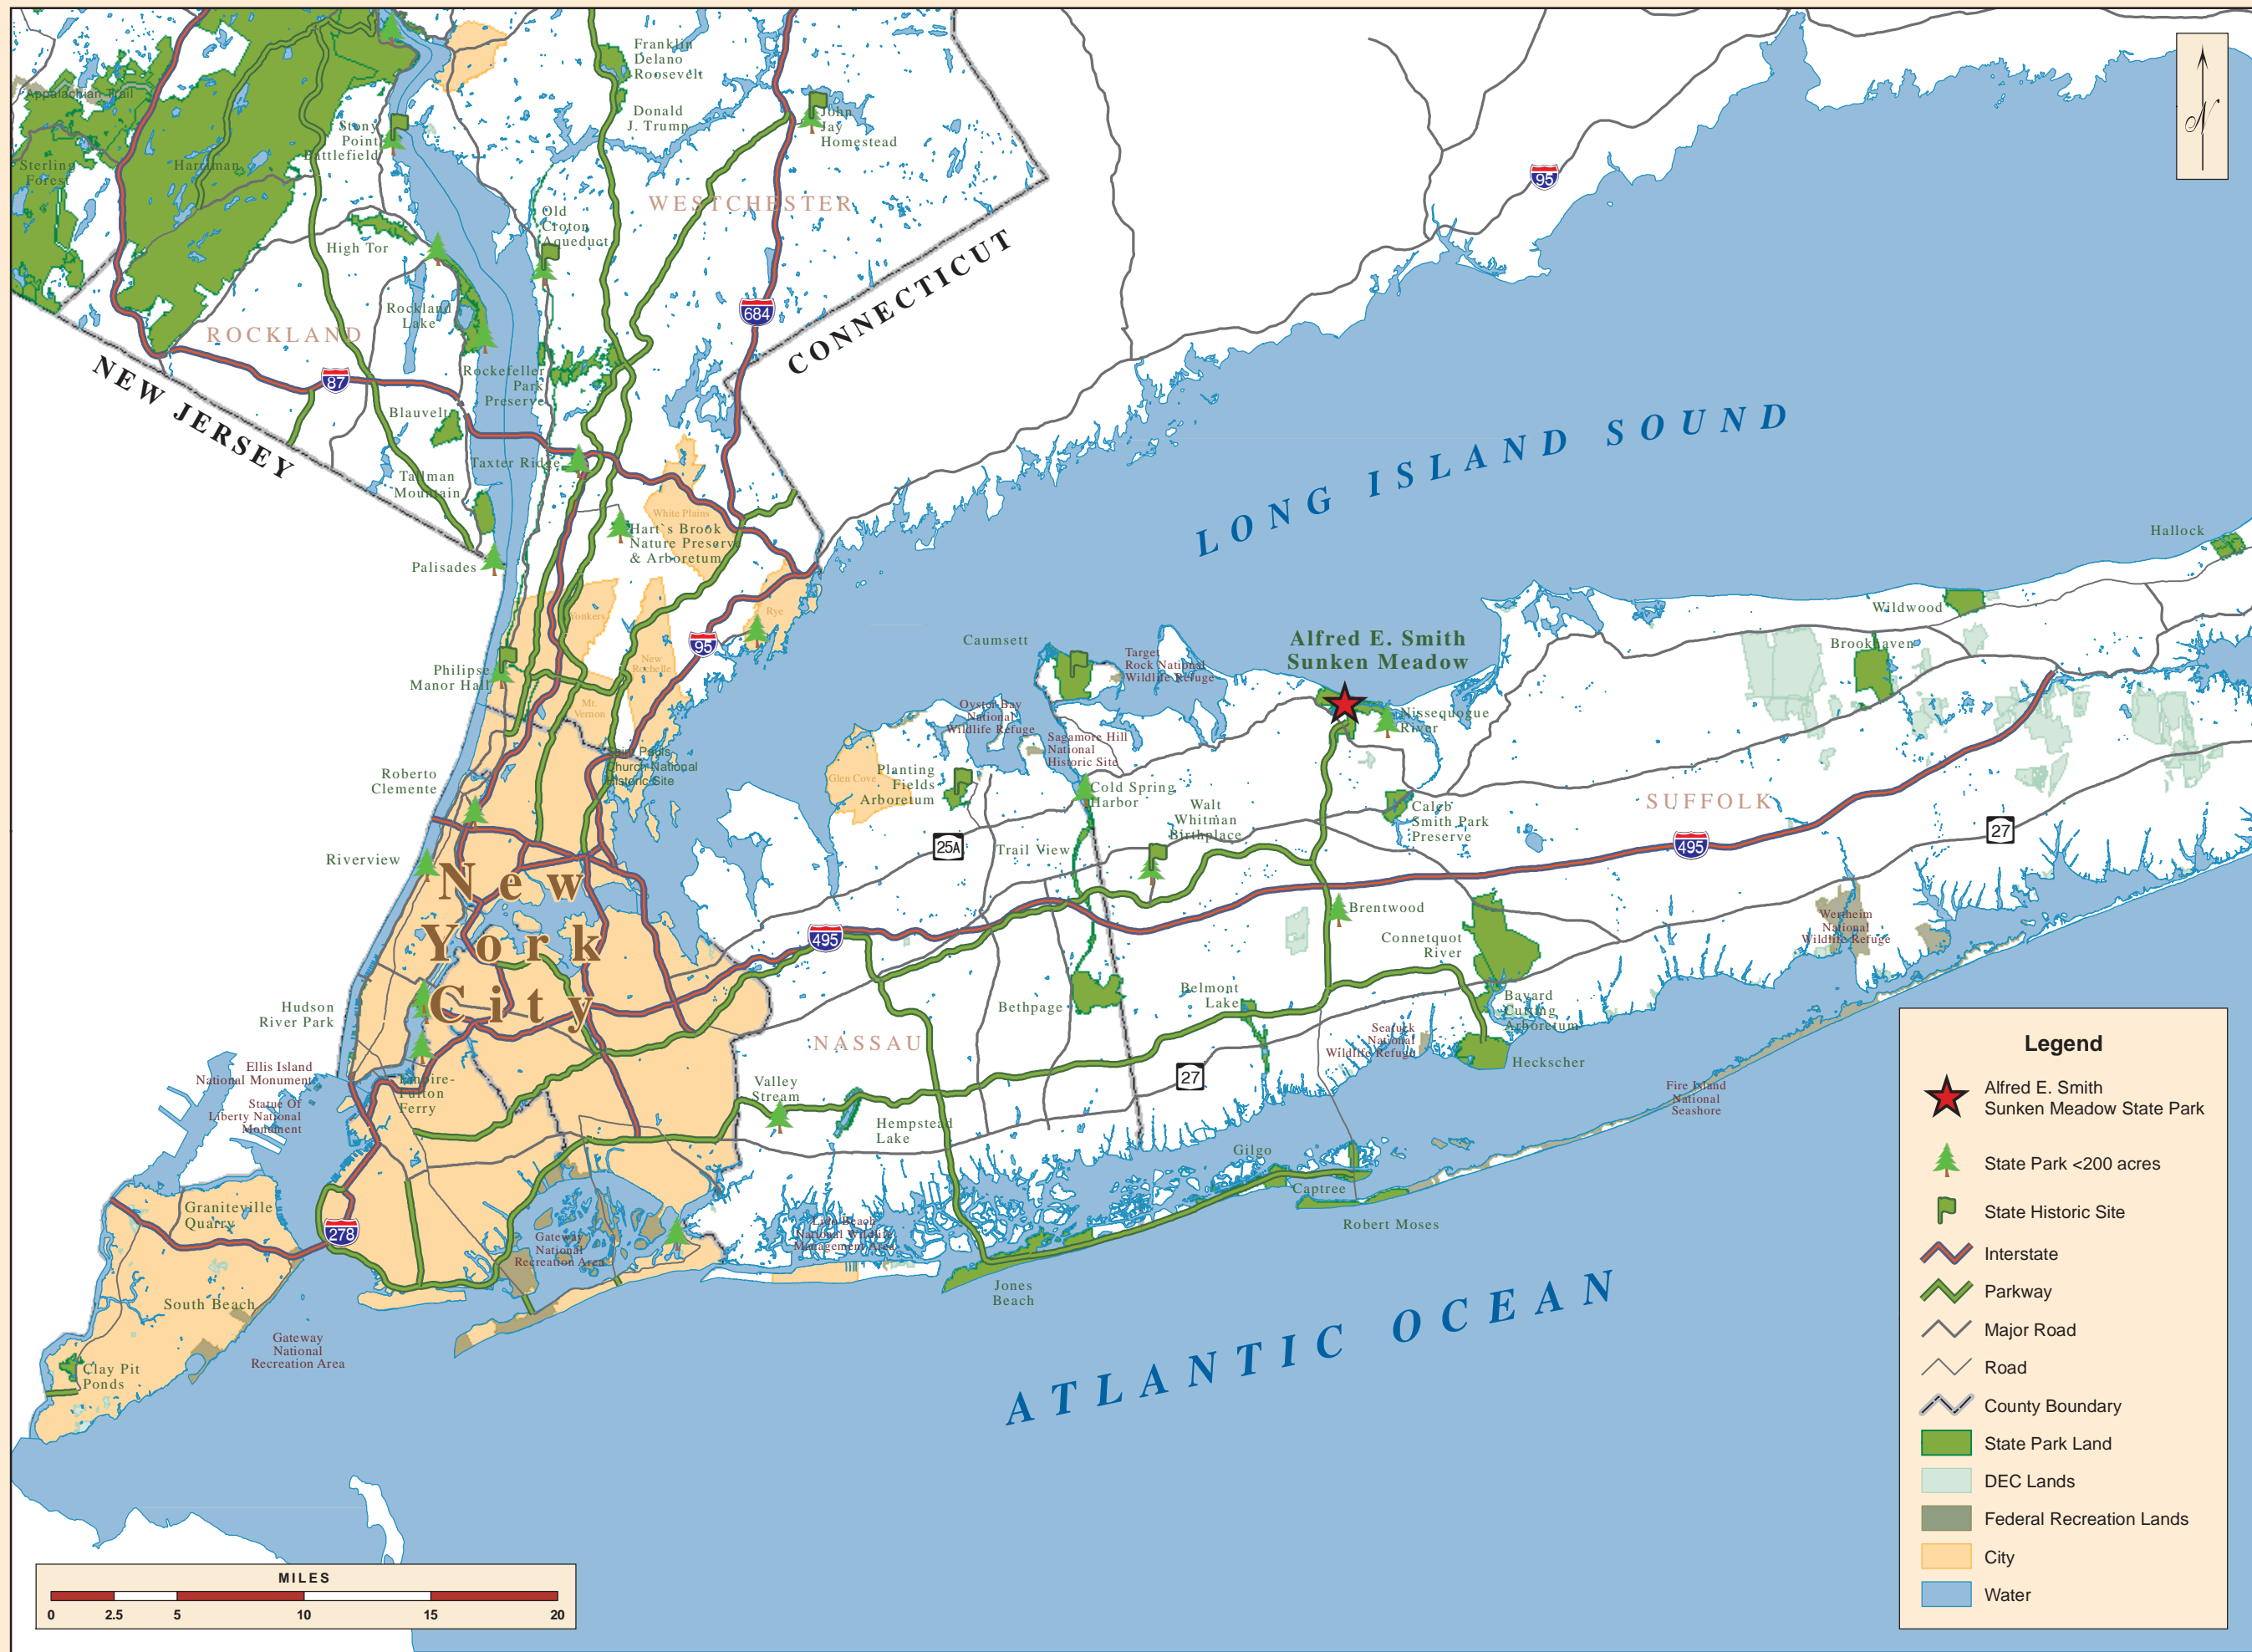 Franklin
Delano
Roosevelt
Appalachian Trail
Donald
J. Trump
John
Jay
Homestead
Stony
Point
Battlefield
Sterling
Forest
Harriman
N
95
WESTCHESTER
Old
Croton
Aqueduct
High Tor
CONNECTICUT
684
Rockland
Lake
ROCKLAND
NEW JERSEY
87
Rockefeller
Park
Preserve
Blauvelt
LONG ISLAND SOUND
Taxter Ridge
Tallman
Mountain
White Plains
Hart`s Brook
Nature Preserve
& Arboretum
Hallock
Palisades
Yonkers
Rye
Wildwood
95
Caumsett
Alfred E. Smith
Sunken Meadow
Brookhaven
Target
Rock National
Wildlife Refuge
New
Rochelle
Philipse
Manor Hall
Mt.
Vernon
Oyster Bay
National
Wildlife Refuge
Nissequogue
River
Sagamore Hill
National
Historic Site
Saint Pauls
Church National
Historic Site
Glen Cove
Planting
Fields
Arboretum
Roberto
Clemente
Cold Spring
Harbor
Walt
Whitman
Birthplace
Caleb
Smith Park
Preserve
SUFFOLK
27
25A
Trail View
495
Riverview
New
York
City
Brentwood
Connetquot
River
Wertheim
National
Wildlife Refuge
495
Bethpage
Belmont
Lake
Bayard
Cutting
Arboretum
Hudson
River Park
Seatuck
National
Wildlife Refuge
NASSAU
Heckscher
Ellis Island
National Monument
27
Empire-
Fulton
Ferry
Valley
Stream
Statue Of
Liberty National
Monument
Hempstead
Lake
Fire Island
National
Seashore
Gilgo
Captree
Robert Moses
Graniteville
Quarry
278
Gateway
National
Recreation Area
Lido Beach
National Wildlife
Management Area
Jones
Beach
South Beach
Gateway
National
Recreation Area
Clay Pit
Ponds
ATLANTIC OCEAN
Legend
Alfred E. Smith
Sunken Meadow State Park
State Park <200 acres
State Historic Site
Interstate
Parkway
Major Road
Road
County Boundary
State Park Land
DEC Lands
Federal Recreation Lands
City
Water
MILES
0 2.5 5 10 15 20